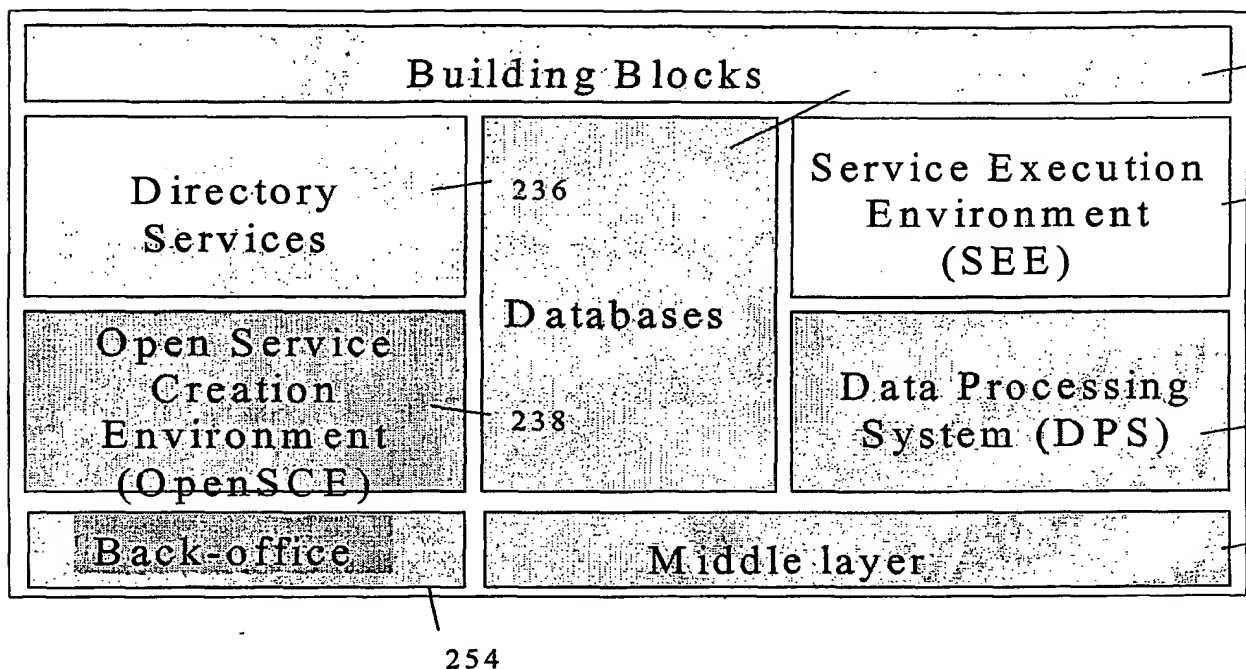 Building Blocks
Directory
Services
236
Databases
Service Execution
Environment
(SEE)
Open Service
Creation
Environment
(OpenSCE)
238
Data Processing
System (DPS)
Back-office
Middle layer
254